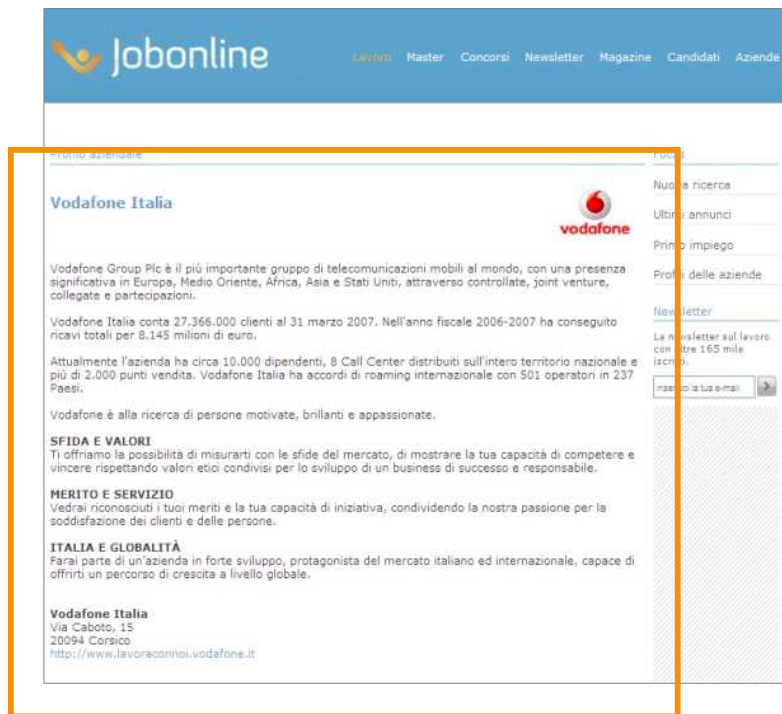 Jobonline
Lavoro Master Concorsi Newsletter Magazine Candidati Aziende
Profilo aziendale
Focus
Vodafone Italia
vodafone
Nuova ricerca
Ultimi annunci
Primo impiego
Profili delle aziende
Newsletter
La newsletter sul lavoro
con oltre 165 mila
iscritti.
inserisci la tua e-mail
Vodafone Group Plc è il più importante gruppo di telecomunicazioni mobili al mondo, con una presenza
significativa in Europa, Medio Oriente, Africa, Asia e Stati Uniti, attraverso controllate, joint venture,
collegate e partecipazioni.
Vodafone Italia conta 27.366.000 clienti al 31 marzo 2007. Nell'anno fiscale 2006-2007 ha conseguito
ricavi totali per 8.145 milioni di euro.
Attualmente l'azienda ha circa 10.000 dipendenti, 8 Call Center distribuiti sull'intero territorio nazionale e
più di 2.000 punti vendita. Vodafone Italia ha accordi di roaming internazionale con 501 operatori in 237
Paesi.
Vodafone è alla ricerca di persone motivate, brillanti e appassionate.
SFIDA E VALORI
Ti offriamo la possibilità di misurarti con le sfide del mercato, di mostrare la tua capacità di competere e
vincere rispettando valori etici condivisi per lo sviluppo di un business di successo e responsabile.
MERITO E SERVIZIO
Vedrai riconosciuti i tuoi meriti e la tua capacità di iniziativa, condividendo la nostra passione per la
soddisfazione dei clienti e delle persone.
ITALIA E GLOBALITÀ
Farai parte di un'azienda in forte sviluppo, protagonista del mercato italiano ed internazionale, capace di
offrirti un percorso di crescita a livello globale.
Vodafone Italia
Via Caboto, 15
20094 Corsico
http://www.lavoraconnoi.vodafone.it